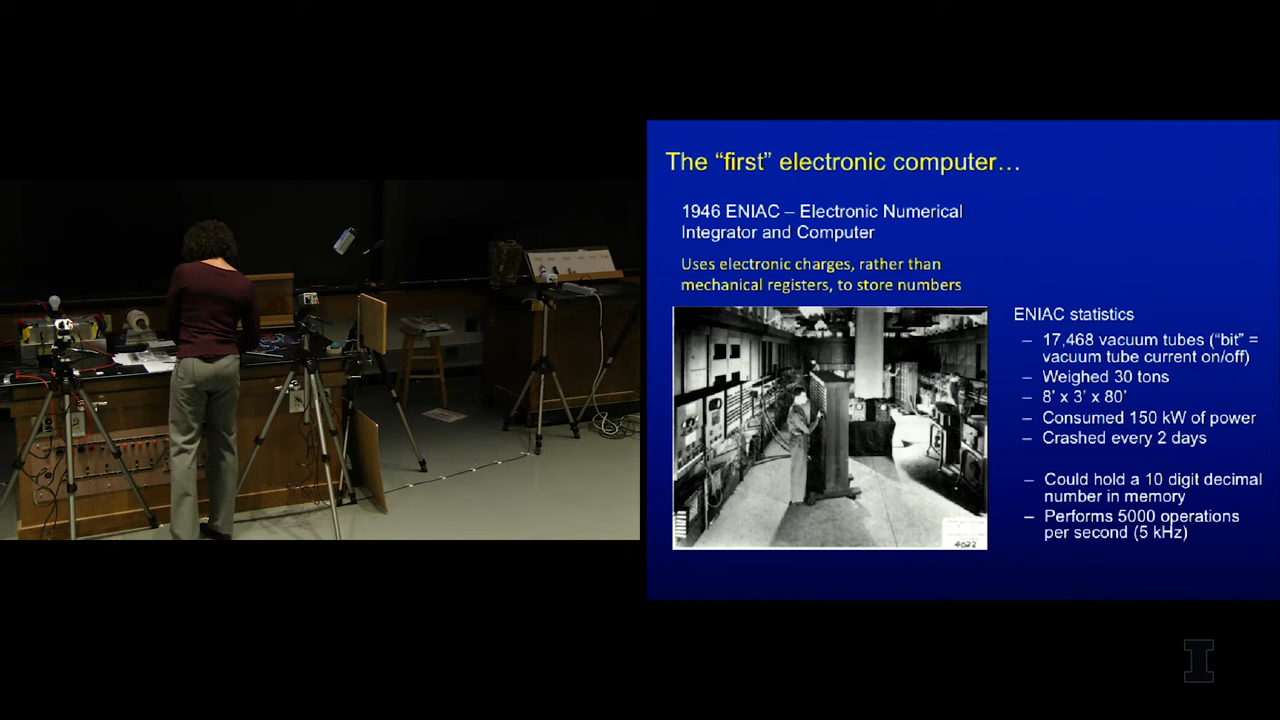 The “first” electronic computer…
1946 ENIAC – Electronic Numerical
Integrator and Computer
Uses electronic charges, rather than
mechanical registers, to store numbers
ENIAC statistics
– 17,468 vacuum tubes (“bit” =
vacuum tube current on/off)
– Weighed 30 tons
– 8’ x 3’ x 80’
– Consumed 150 kW of power
– Crashed every 2 days
– Could hold a 10 digit decimal
number in memory
– Performs 5000 operations
per second (5 kHz)
I